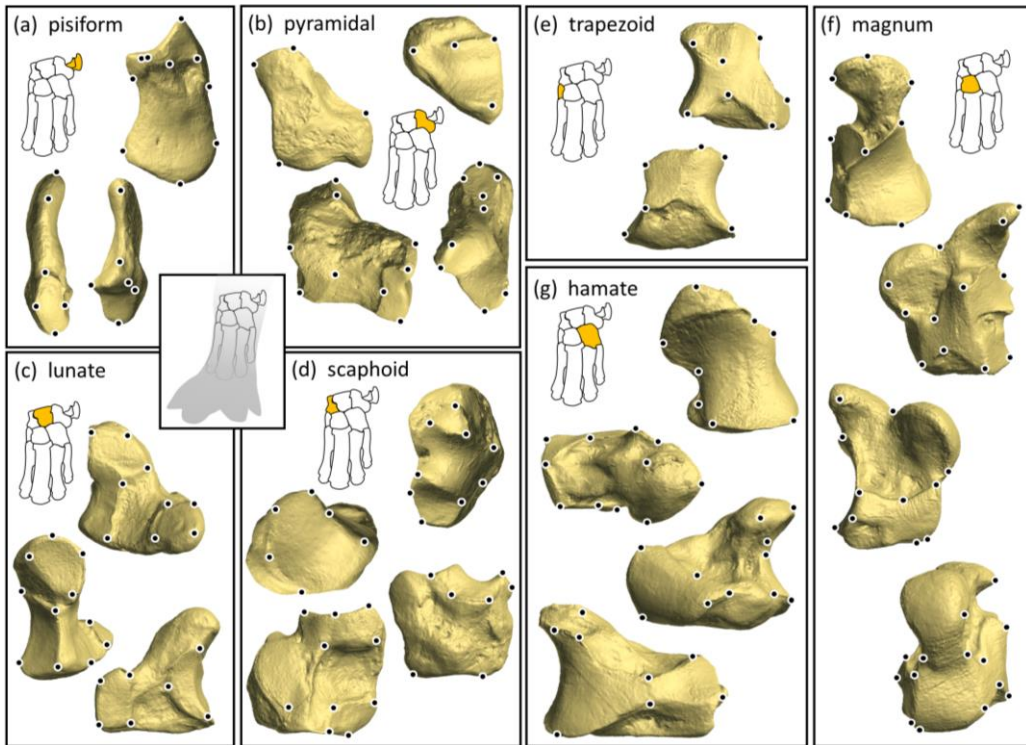 (a) pisiform
(b) pyramidal
(c) lunate
(d) scaphoid
(e) trapezoid
(g) hamate
(f) magnum